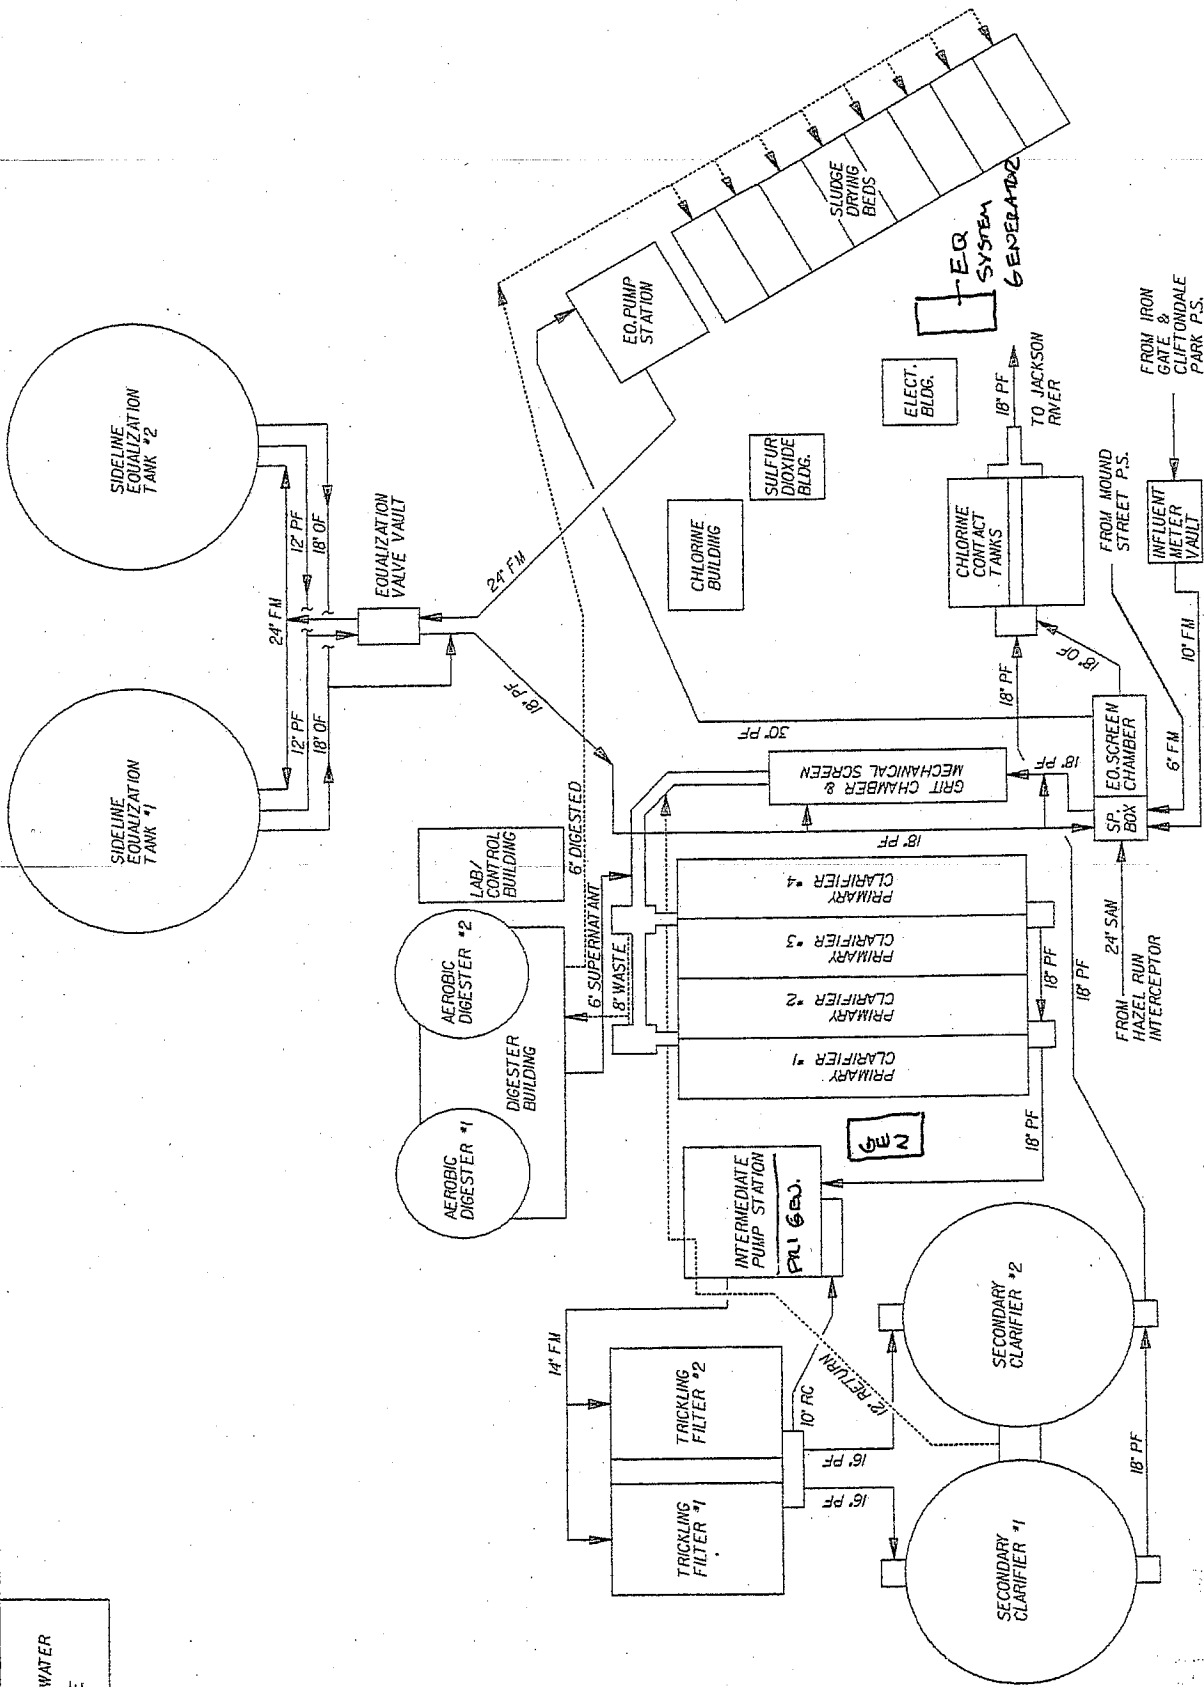 WATER
SIDELINE
EQUALIZATION
TANK #2
SIDELINE
EQUALIZATION
TANK #1
12" PF
18" OF
24" FM
12" PF
18" OF
EQUALIZATION
VALVE VAULT
24" FM
18" PF
EQ. PUMP
STATION
SLUDGE
DRYING
BEDS
EQ
SYSTEM
GENERATOR
ELECT.
BLDG.
SULFUR
DIOXIDE
BLDG.
CHLORINE
BUILDING
CHLORINE
CONTACT
TANKS
18" PF
TO JACKSON
RIVER
18" PF
18" OF
30" PF
FROM MOUND
STREET P.S.
FROM IRON
GATE &
CLIFTONDALE
PARK P.S.
INFLUENT
METER
VAULT
10" FM
6" FM
EQ. SCREEN
CHAMBER
SP.
BOX
18" PF
GRIT CHAMBER &
MECHANICAL SCREEN
18" PF
FROM
HAZEL RUN
INTERCEPTOR
24" SAN
LAB/
CONTROL
BUILDING
6" DIGESTED
6" SUPERNATANT
8" WASTE
AEROBIC
DIGESTER #2
DIGESTER
BUILDING
AEROBIC
DIGESTER #1
PRIMARY
CLARIFIER #4
PRIMARY
CLARIFIER #3
PRIMARY
CLARIFIER #2
PRIMARY
CLARIFIER #1
18" PF
18" PF
18" PF
GEN
INTERMEDIATE
PUMP STATION
PRI GEN.
14" FM
TRICKLING
FILTER #2
TRICKLING
FILTER #1
10" RC
12" RETURN
16" PF
16" PF
SECONDARY
CLARIFIER #2
SECONDARY
CLARIFIER #1
18" PF